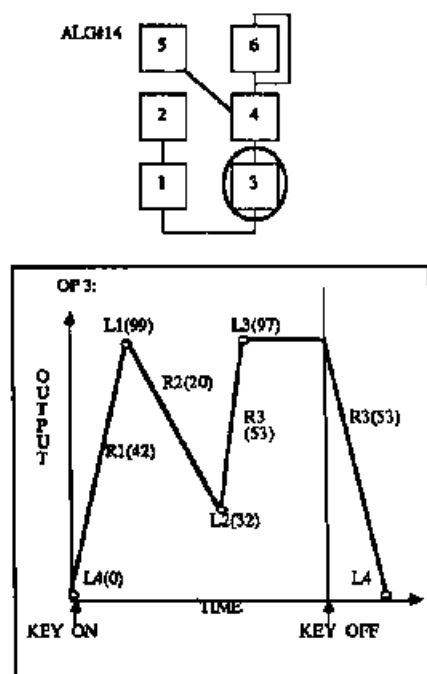 ALG#14
5 6
2 4
1 3
OP 3:
L1(99) L3(97)
OUTPUT
R2(20)
R3
(53)
R3(53)
R1(42)
L2(32)
L4(0) L4
TIME
KEY ON KEY OFF